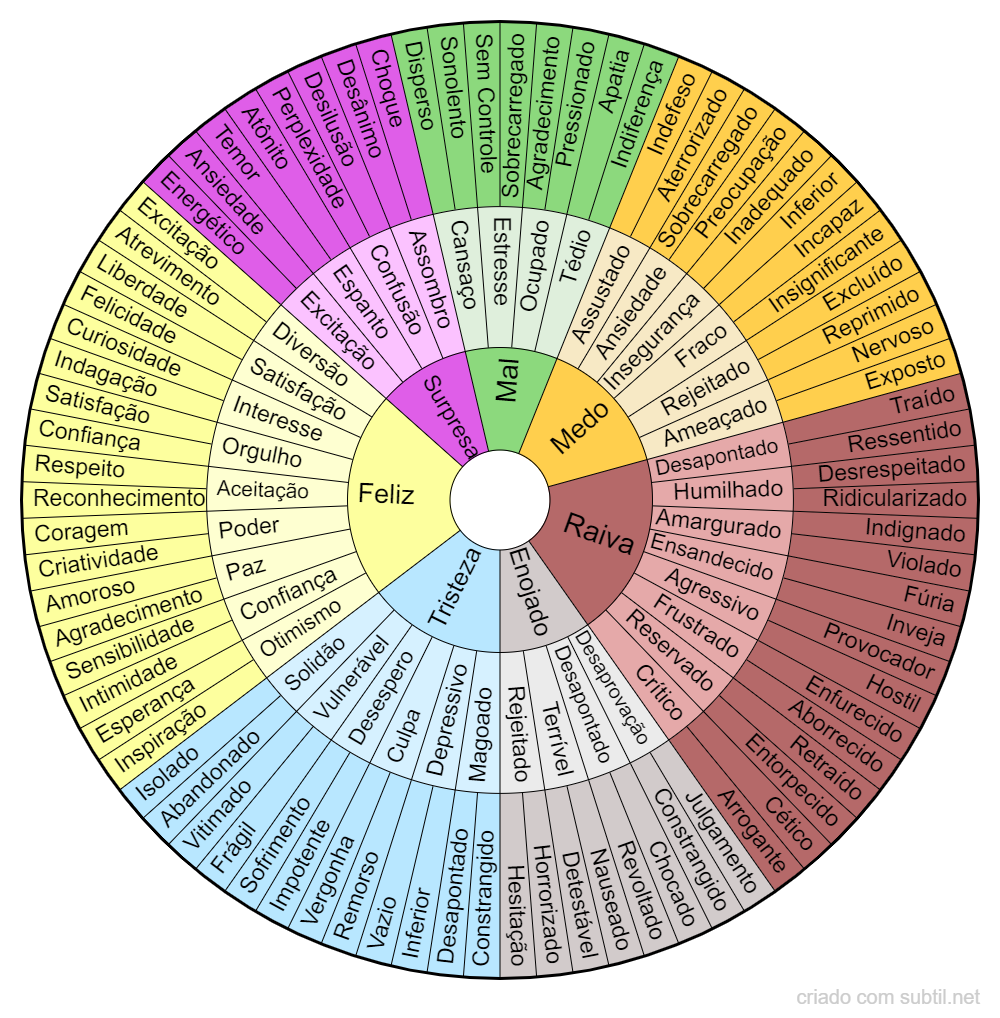 Surpresa
Mal
Medo
Raiva
Enojado
Tristeza
Feliz
Excitação
Espanto
Confusão
Assombro
Cansaço
Estresse
Ocupado
Tédio
Assustado
Ansiedade
Insegurança
Fraco
Rejeitado
Ameaçado
Desapontado
Humilhado
Amargurado
Ensandecido
Agressivo
Frustrado
Reservado
Crítico
Desaprovação
Desapontado
Terrível
Rejeitado
Magoado
Depressivo
Culpa
Desespero
Vulnerável
Solidão
Otimismo
Confiança
Paz
Poder
Aceitação
Orgulho
Interesse
Satisfação
Diversão
Energético
Ansiedade
Temor
Atônito
Perplexidade
Desilusão
Desânimo
Choque
Disperso
Sonolento
Sem Controle
Sobrecarregado
Agradecimento
Pressionado
Apatia
Indiferença
Indefeso
Aterrorizado
Sobrecarregado
Preocupação
Inadequado
Inferior
Incapaz
Insignificante
Excluído
Reprimido
Nervoso
Exposto
Traído
Ressentido
Desrespeitado
Ridicularizado
Indignado
Violado
Fúria
Inveja
Provocador
Hostil
Enfurecido
Aborrecido
Retraído
Entorpecido
Cético
Arrogante
Julgamento
Constrangido
Chocado
Revoltado
Nauseado
Detestável
Horrorizado
Hesitação
Constrangido
Desapontado
Inferior
Vazio
Remorso
Vergonha
Impotente
Sofrimento
Frágil
Vitimado
Abandonado
Isolado
Inspiração
Esperança
Intimidade
Sensibilidade
Agradecimento
Amoroso
Criatividade
Coragem
Reconhecimento
Respeito
Confiança
Satisfação
Indagação
Curiosidade
Felicidade
Liberdade
Atrevimento
Excitação
criado com subtil.net